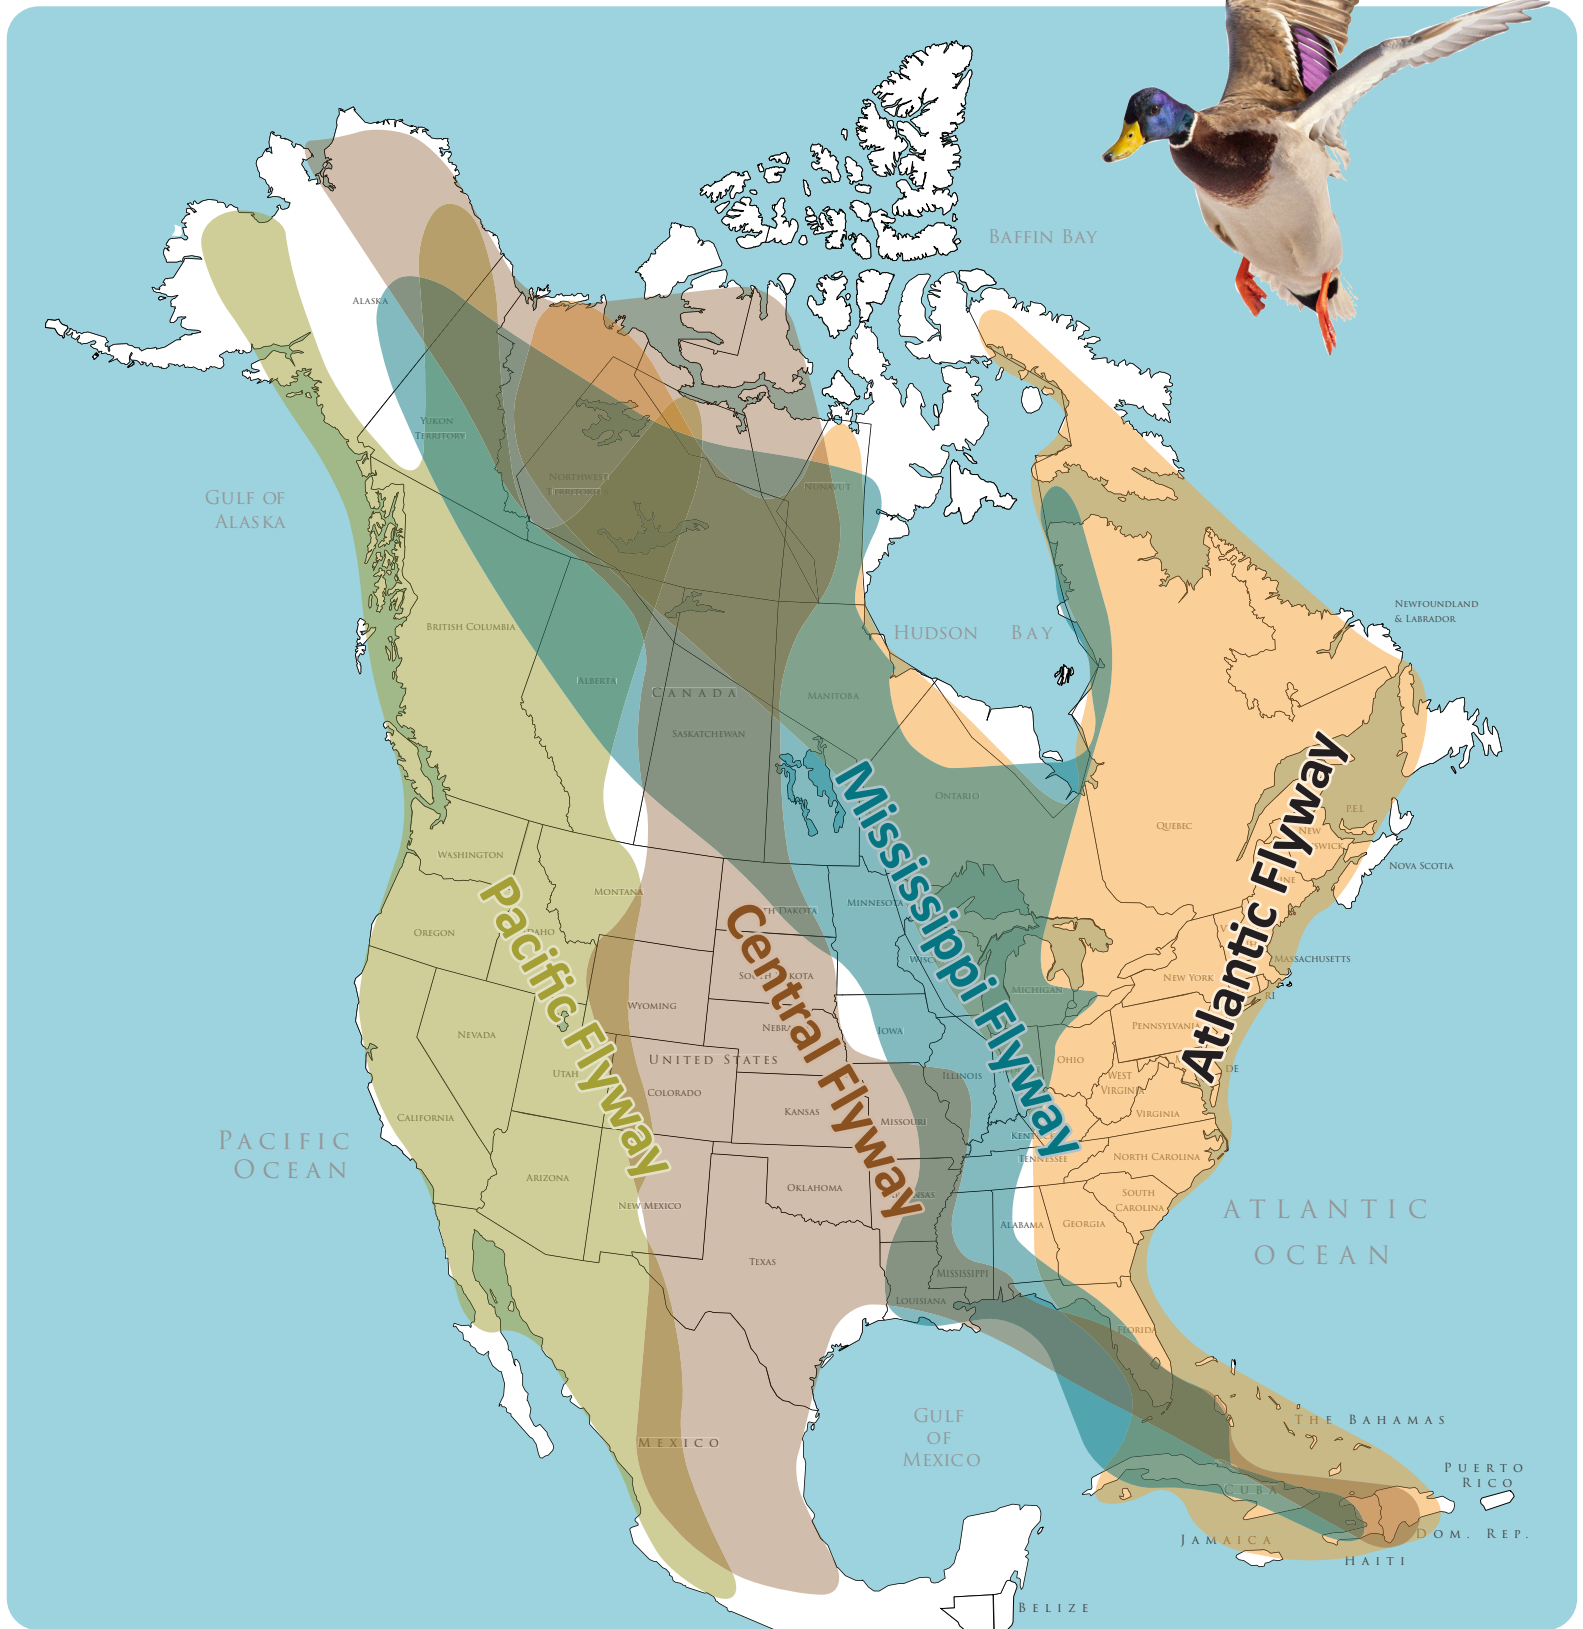 Baffin Bay
Alaska
Yukon
Territory
Northwest
Territories
Nunavut
Gulf of
Alaska
British Columbia
Alberta
Canada
Saskatchewan
Manitoba
Hudson Bay
Ontario
Quebec
Newfoundland
& Labrador
P.E.I.
New
Nova Scotia
Washington
Oregon
Montana
Minnesota
Michigan
Massachusetts
New York
RI
Pennsylvania
DE
Ohio
West
Virginia
Virginia
North Carolina
South
Carolina
Georgia
Alabama
Tennessee
Illinois
Iowa
Wyoming
United States
Colorado
Kansas
Missouri
Oklahoma
Nevada
Utah
California
Arizona
New Mexico
Texas
Mississippi
Louisiana
Florida
Pacific Flyway
Central Flyway
Mississippi Flyway
Atlantic Flyway
Pacific
Ocean
Atlantic
Ocean
Gulf
of
Mexico
Mexico
The Bahamas
Puerto
Rico
Cuba
Jamaica
Dom. Rep.
Haiti
Belize